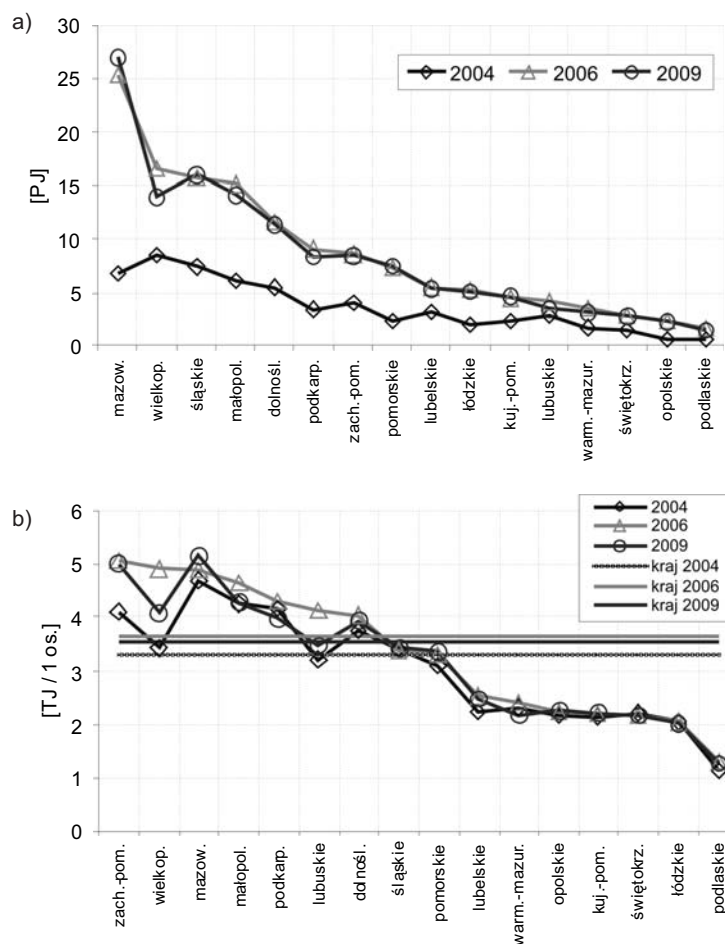 a)
30
25
20
15
10
5
0
[PJ]
2004 2006 2009
mazow.
wielkop.
śląskie
małopol.
dolnośl.
podkarp.
zach.-pom.
pomorskie
lubelskie
łódzkie
kuj.-pom.
lubuskie
warm.-mazur.
świętokrz.
opolskie
podlaskie
b)
6
5
4
3
2
1
0
[TJ / 1 os.]
2004
2006
2009
kraj 2004
kraj 2006
kraj 2009
zach.-pom.
wielkop.
mazow.
małopol.
podkarp.
lubuskie
dolnośl.
śląskie
pomorskie
lubelskie
warm.-mazur.
opolskie
kuj.-pom.
świętokrz.
łódzkie
podlaskie